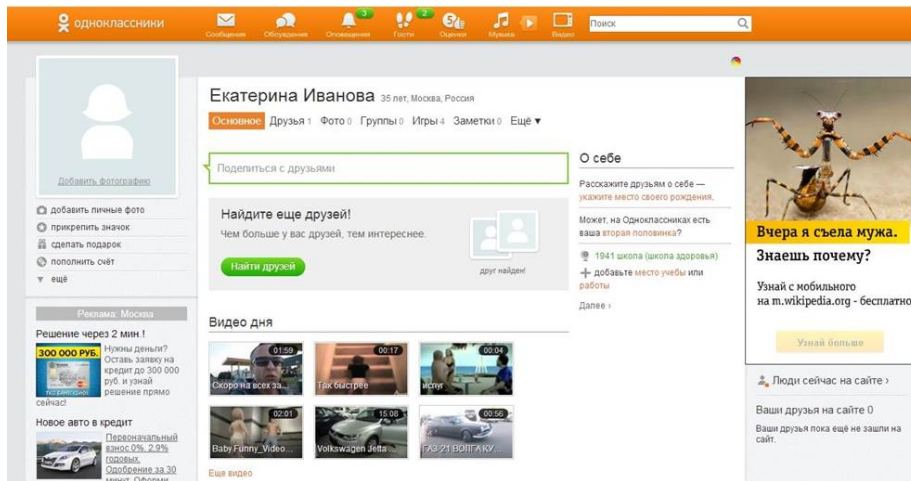 одноклассники
Сообщения
Обсуждения
Оповещения
3
Гости
2
Оценки
5
Музыка
Видео
Поиск
Добавить фотографию
добавить личные фото
прикрепить значок
сделать подарок
пополнить счёт
ещё
Реклама: Москва
Решение через 2 мин.!
300 000 РУБ.
Нужны деньги?
Оставь заявку на
кредит до 300 000
руб. и узнай
решение прямо
сейчас!
Новое авто в кредит
Первоначальный
взнос 0%. 2,9%
годовых.
Одобрение за 30
минут. Оформи
Екатерина Иванова 35 лет, Москва, Россия
Основное Друзья 1 Фото 0 Группы 0 Игры 4 Заметки 0 Ещё
Поделиться с друзьями
Найдите еще друзей!
Чем больше у вас друзей, тем интереснее.
Найти друзей
друг найден!
Видео дня
01:59
Скоро на всех за...
00:17
Так быстрее
00:04
испуг
02:01
Baby Funny_Video...
15:08
Volkswagen Jetta ...
00:56
ГАЗ-21 ВОЛГА КУ...
Еще видео
О себе
Расскажите друзьям о себе —
укажите место своего рождения.
Может, на Одноклассниках есть
ваша вторая половинка?
1941 школа (школа здоровья)
добавьте место учебы или
работы
Далее ›
Вчера я съела мужа.
Знаешь почему?
Узнай с мобильного
на m.wikipedia.org - бесплатно
Узнай больше
Люди сейчас на сайте ›
Ваши друзья на сайте 0
Ваши друзья пока ещё не зашли на
сайт.